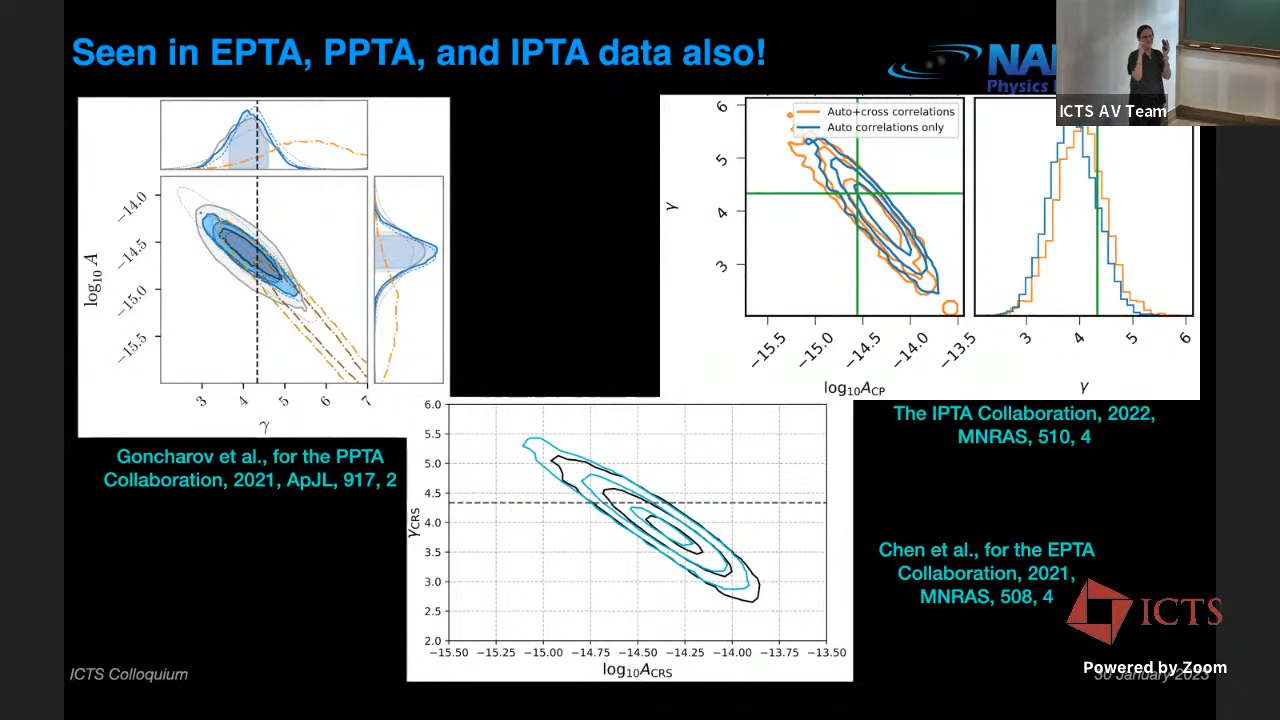 Seen in EPTA, PPTA, and IPTA data also!
NAN
Physics
ICTS AV Team
log₁₀ A
−14.0
−14.5
−15.0
−15.5
3 4 5 6 7
γ
Goncharov et al., for the PPTA
Collaboration, 2021, ApJL, 917, 2
Auto+cross correlations
Auto correlations only
γ
6
5
4
3
−15.5 −15.0 −14.5 −14.0 −13.5
log₁₀A_CP
3 4 5 6
γ
The IPTA Collaboration, 2022,
MNRAS, 510, 4
γ_CRS
6.0
5.5
5.0
4.5
4.0
3.5
3.0
2.5
2.0
−15.50 −15.25 −15.00 −14.75 −14.50 −14.25 −14.00 −13.75 −13.50
log₁₀A_CRS
Chen et al., for the EPTA
Collaboration, 2021,
MNRAS, 508, 4
ICTS
Powered by Zoom
ICTS Colloquium
30 January 2023